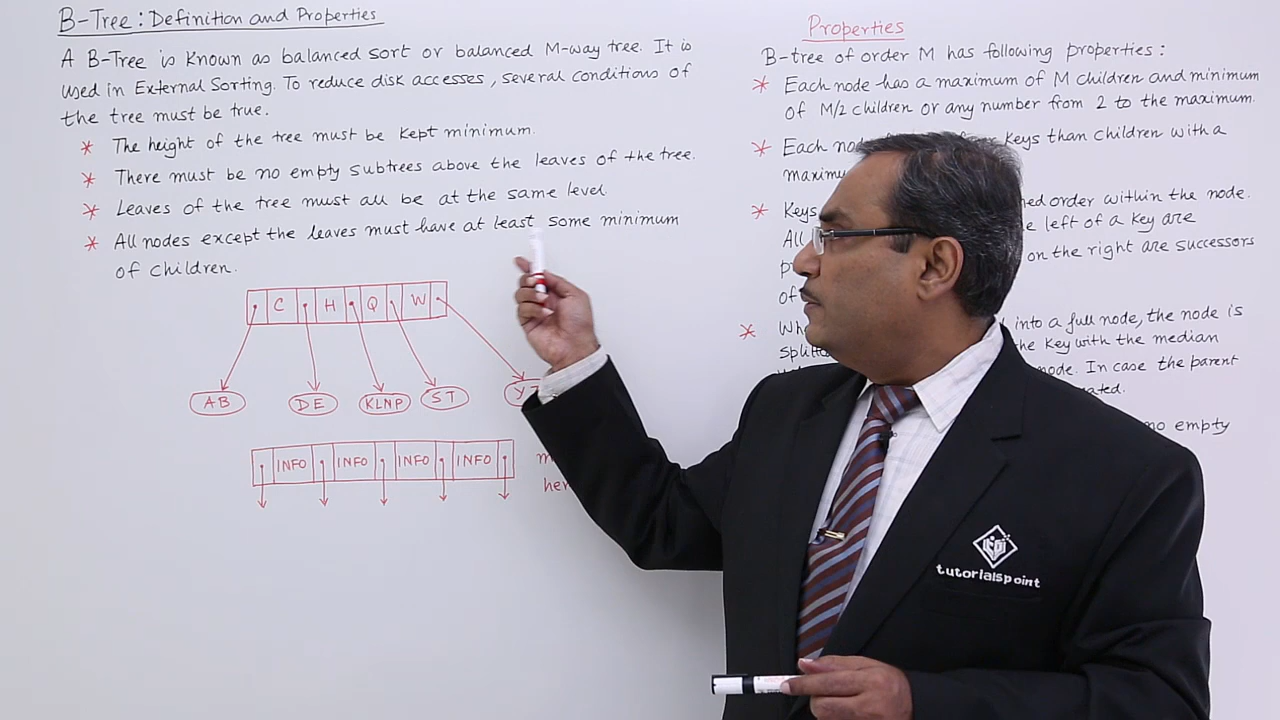 B-Tree : Definition and Properties
A B-Tree is known as balanced sort or balanced M-way tree. It is
used in External Sorting. To reduce disk accesses, several conditions of
the tree must be true.
* The height of the tree must be kept minimum.
* There must be no empty subtrees above the leaves of the tree.
* Leaves of the tree must all be at the same level
* All nodes except the leaves must have at least some minimum
of children.
C H Q W
AB DE KLNP ST
INFO INFO INFO INFO
Properties
B-tree of order M has following properties :
* Each node has a maximum of M children and minimum
of M/2 children or any number from 2 to the maximum.
* Each keys than children with a
* Keys order within the node.
All left of a key are
on the right are successors
of
* into a full node, the node is
the key with the median
node. In case the parent
no empty
tutorialspoint